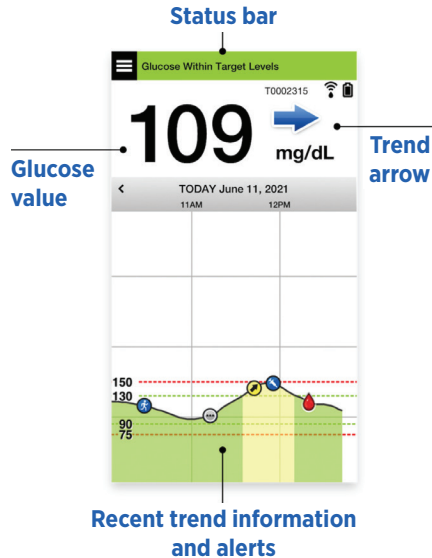 Status bar
Glucose Within Target Levels
T0002315
109
mg/dL
Glucose
value
Trend
arrow
TODAY June 11, 2021
11AM 12PM
150
130
90
75
Recent trend information
and alerts